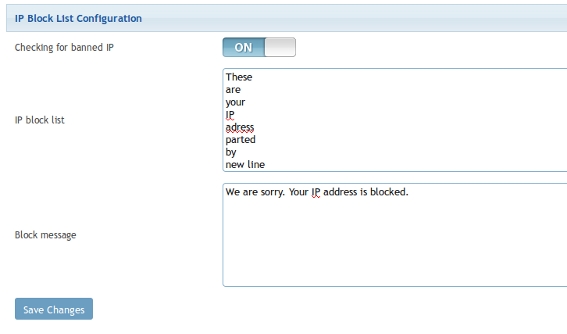 IP Block List Configuration
Checking for banned IP
ON
IP block list
These
are
your
IP
adress
parted
by
new line
Block message
We are sorry. Your IP address is blocked.
Save Changes